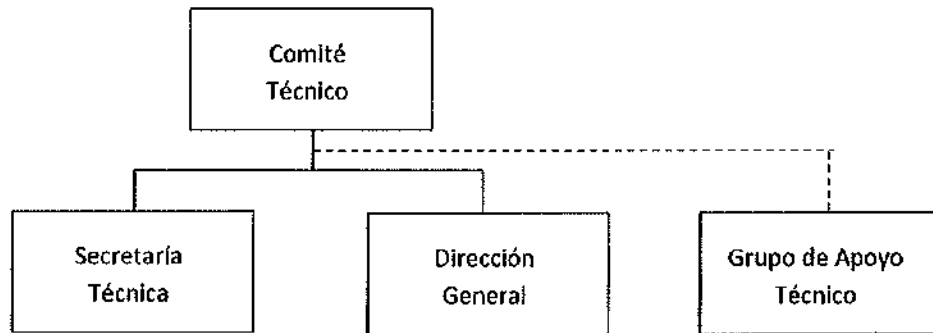 Comité
Técnico
Secretaría
Técnica
Dirección
General
Grupo de Apoyo
Técnico